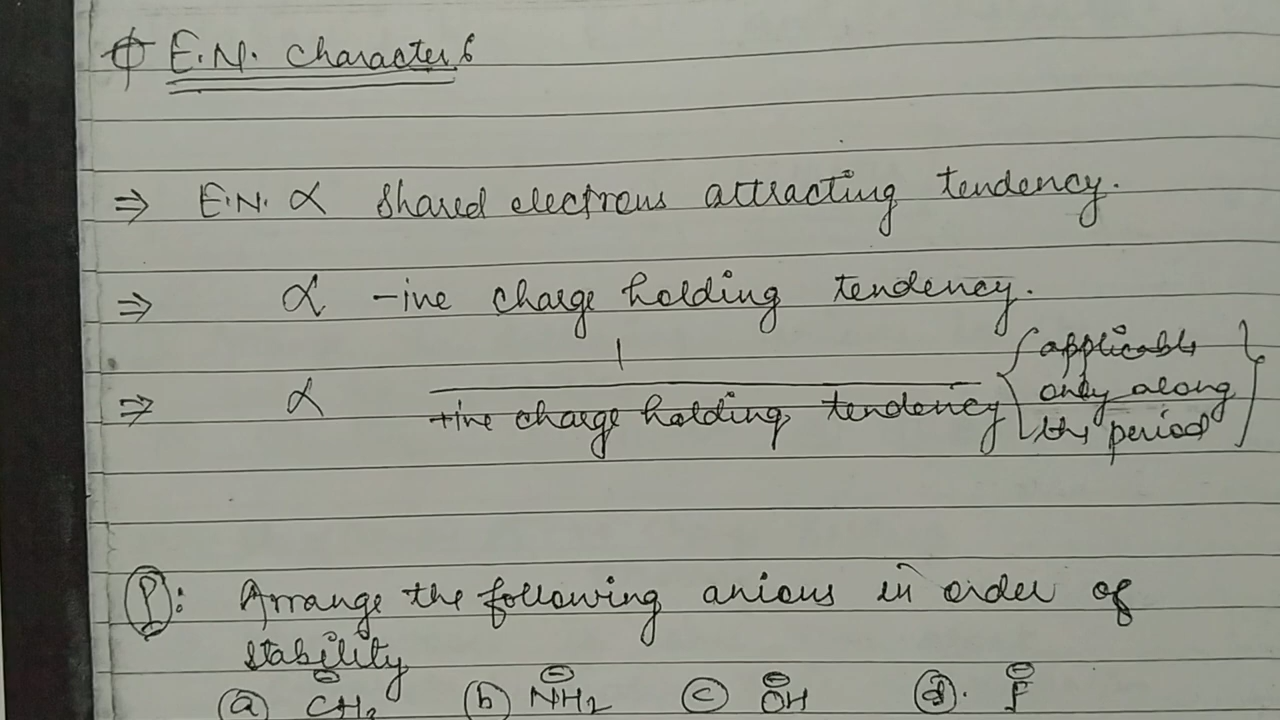 E.N. Character :
⇒ E.N. ∝ Shared electrons attracting tendency.
⇒ ∝ -ive charge holding tendency.
⇒ ∝ 1 / +ive charge holding tendency { applicable
only along
the period }
(P): Arrange the following anions in order of
stability
(a) ⊖CH₃ (b) ⊖NH₂ (c) ⊖OH (d). ⊖F